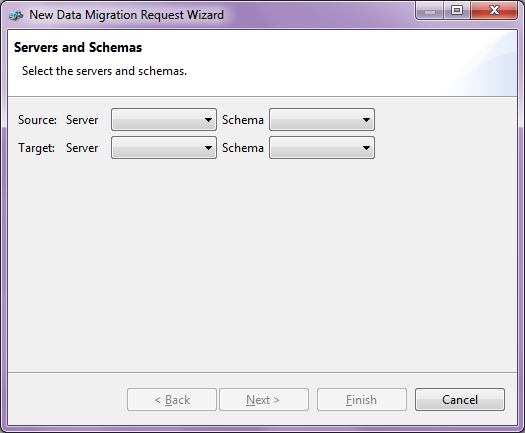 New Data Migration Request Wizard
Servers and Schemas
Select the servers and schemas.
Source: Server Schema
Target: Server Schema
< Back Next > Finish Cancel